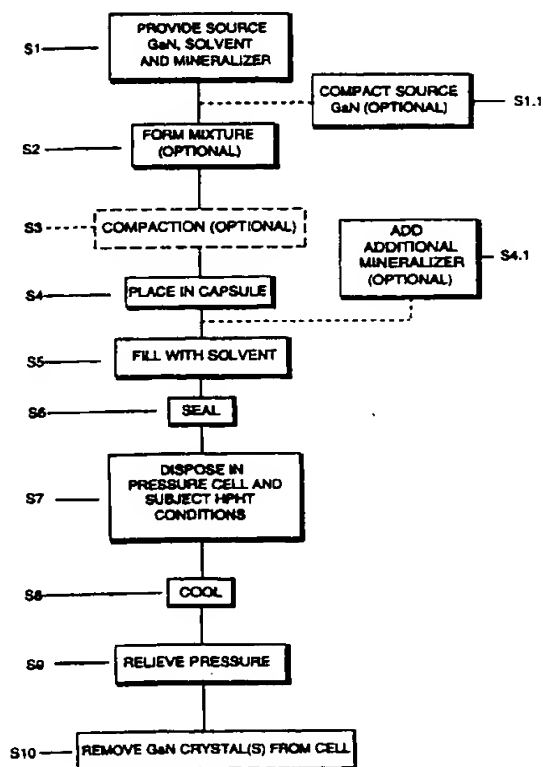 S1
PROVIDE SOURCE
GaN, SOLVENT
AND MINERALIZER
COMPACT SOURCE
GaN (OPTIONAL)
S1.1
S2
FORM MIXTURE
(OPTIONAL)
S3
COMPACTION (OPTIONAL)
ADD
ADDITIONAL
MINERALIZER
(OPTIONAL)
S4.1
S4
PLACE IN CAPSULE
S5
FILL WITH SOLVENT
S6
SEAL
S7
DISPOSE IN
PRESSURE CELL AND
SUBJECT HPHT
CONDITIONS
S8
COOL
S9
RELIEVE PRESSURE
S10
REMOVE GaN CRYSTAL(S) FROM CELL